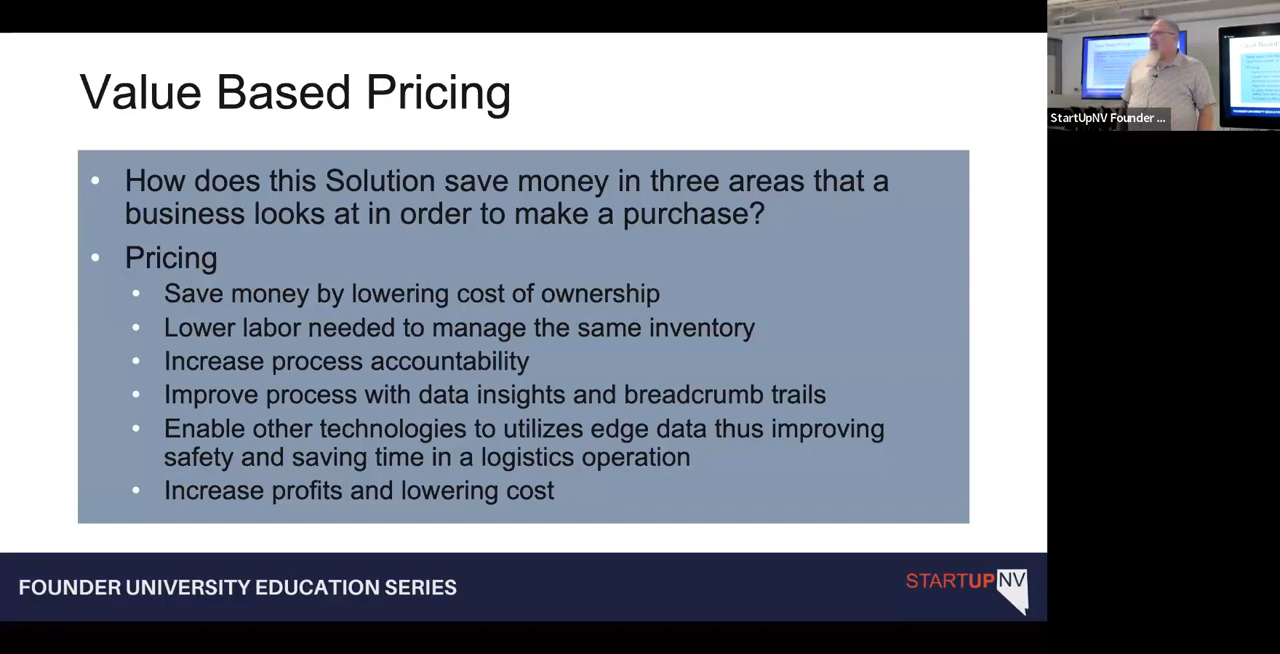 Value Based Pricing
• How does this Solution save money in three areas that a
business looks at in order to make a purchase?
• Pricing
• Save money by lowering cost of ownership
• Lower labor needed to manage the same inventory
• Increase process accountability
• Improve process with data insights and breadcrumb trails
• Enable other technologies to utilizes edge data thus improving
safety and saving time in a logistics operation
• Increase profits and lowering cost
FOUNDER UNIVERSITY EDUCATION SERIES
STARTUPNV
StartUpNV Founder ...